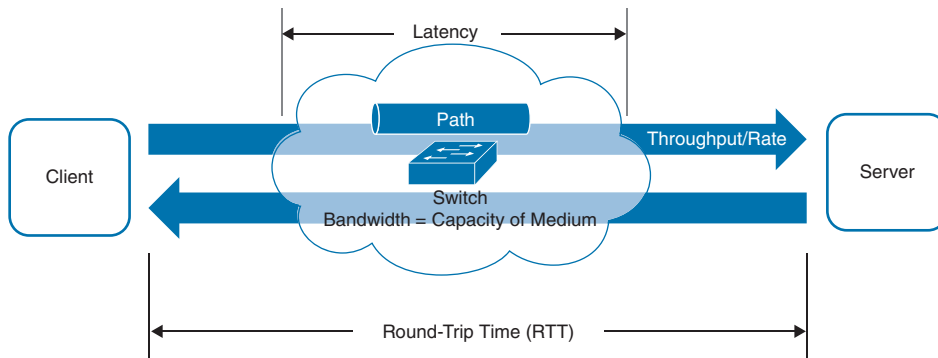 Latency
Path
Throughput/Rate
Client
Server
Switch
Bandwidth = Capacity of Medium
Round-Trip Time (RTT)